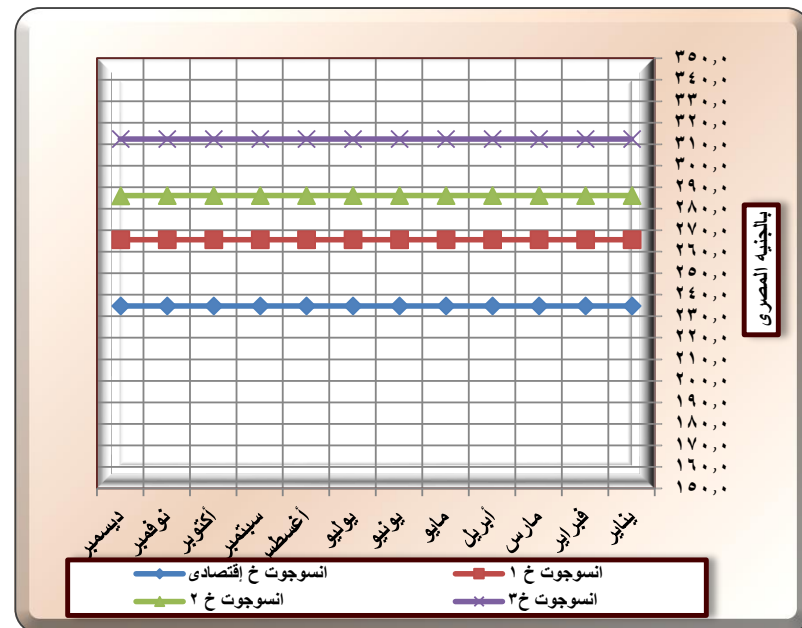 ٣٥٠,٠
٣٤٠,٠
٣٣٠,٠
٣٢٠,٠
٣١٠,٠
٣٠٠,٠
٢٩٠,٠
٢٨٠,٠
٢٧٠,٠
٢٦٠,٠
٢٥٠,٠
٢٤٠,٠
٢٣٠,٠
٢٢٠,٠
٢١٠,٠
٢٠٠,٠
١٩٠,٠
١٨٠,٠
١٧٠,٠
١٦٠,٠
١٥٠,٠
بالجنيه المصرى
يناير
فبراير
مارس
أبريل
مايو
يونيو
يوليو
أغسطس
سبتمبر
أكتوبر
نوفمبر
ديسمبر
انسوجوت خ ١ انسوجوت خ إقتصادى
انسوجوت خ٣ انسوجوت خ ٢